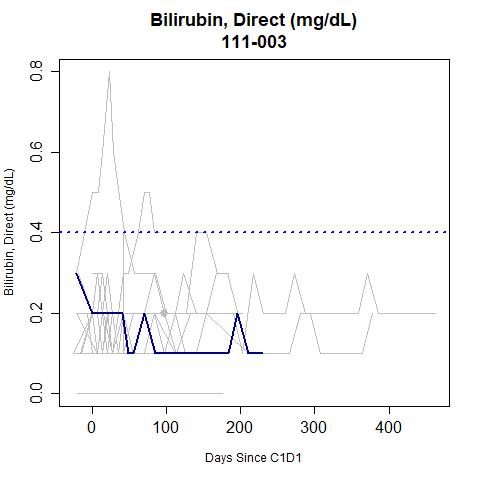 Bilirubin, Direct (mg/dL)
111-003
Bilirubin, Direct (mg/dL)
0.8
0.6
0.4
0.2
0.0
0 100 200 300 400
Days Since C1D1